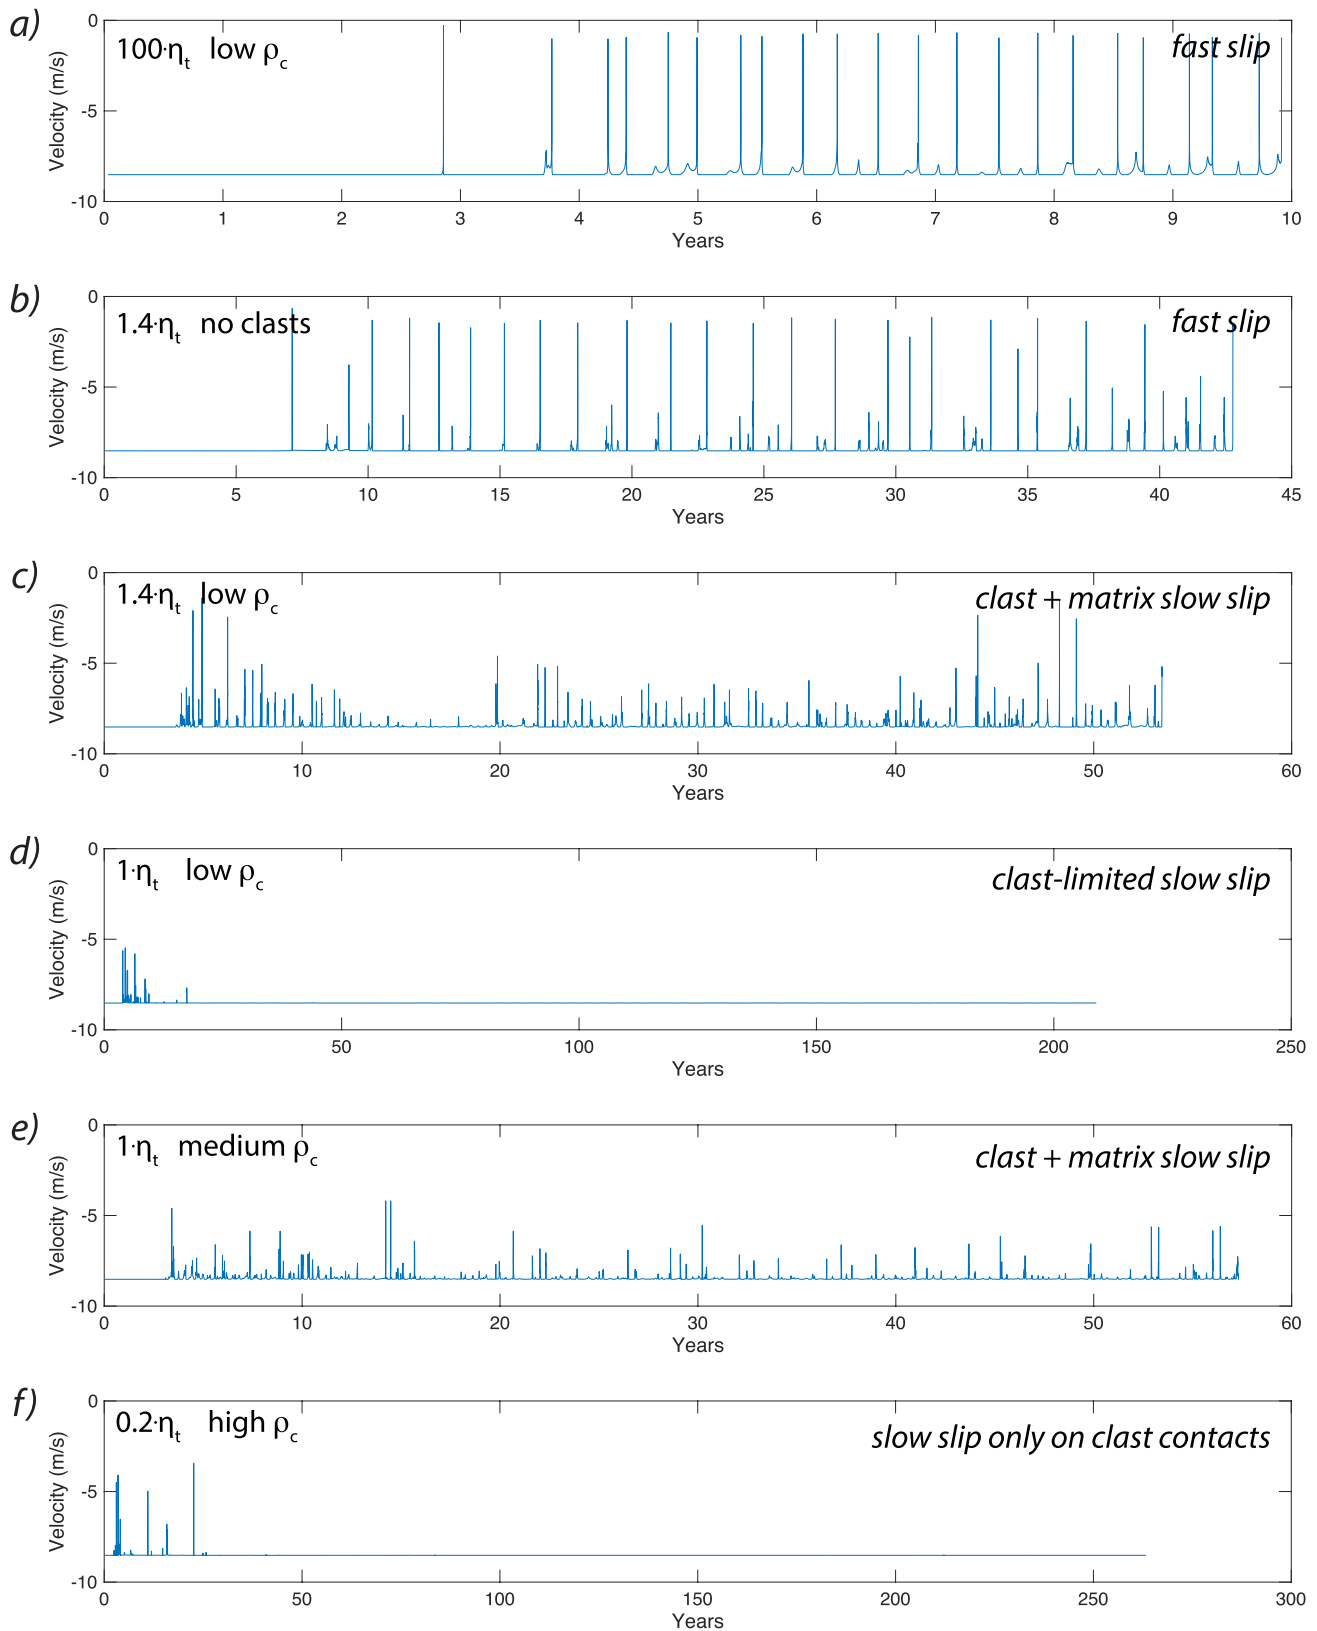 a)
100·ηt low ρc
fast slip
Velocity (m/s)
0
-5
-10
0 1 2 3 4 5 6 7 8 9 10
Years
b)
1.4·ηt no clasts
fast slip
Velocity (m/s)
0
-5
-10
0 5 10 15 20 25 30 35 40 45
Years
c)
1.4·ηt low ρc
clast + matrix slow slip
Velocity (m/s)
0
-5
-10
0 10 20 30 40 50 60
Years
d)
1·ηt low ρc
clast-limited slow slip
Velocity (m/s)
0
-5
-10
0 50 100 150 200 250
Years
e)
1·ηt medium ρc
clast + matrix slow slip
Velocity (m/s)
0
-5
-10
0 10 20 30 40 50 60
Years
f)
0.2·ηt high ρc
slow slip only on clast contacts
Velocity (m/s)
0
-5
-10
0 50 100 150 200 250 300
Years